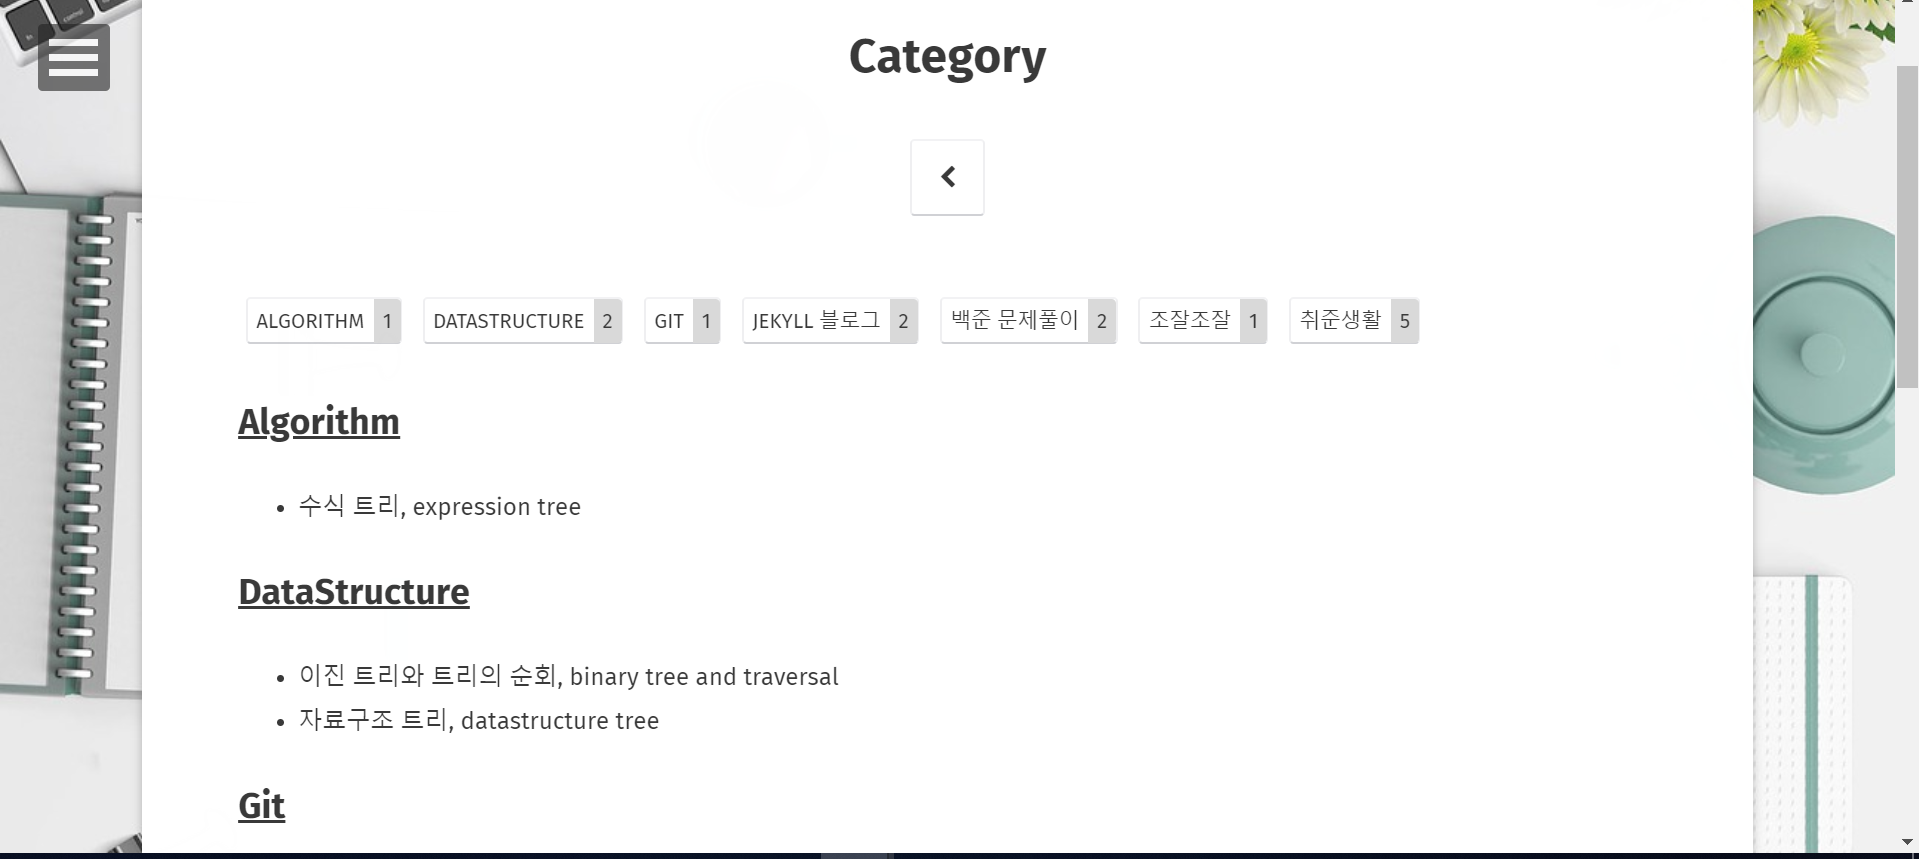 Category
ALGORITHM 1 DATASTRUCTURE 2 GIT 1 JEKYLL 블로그 2 백준 문제풀이 2 조잘조잘 1 취준생활 5
Algorithm
수식 트리, expression tree
DataStructure
이진 트리와 트리의 순회, binary tree and traversal
자료구조 트리, datastructure tree
Git